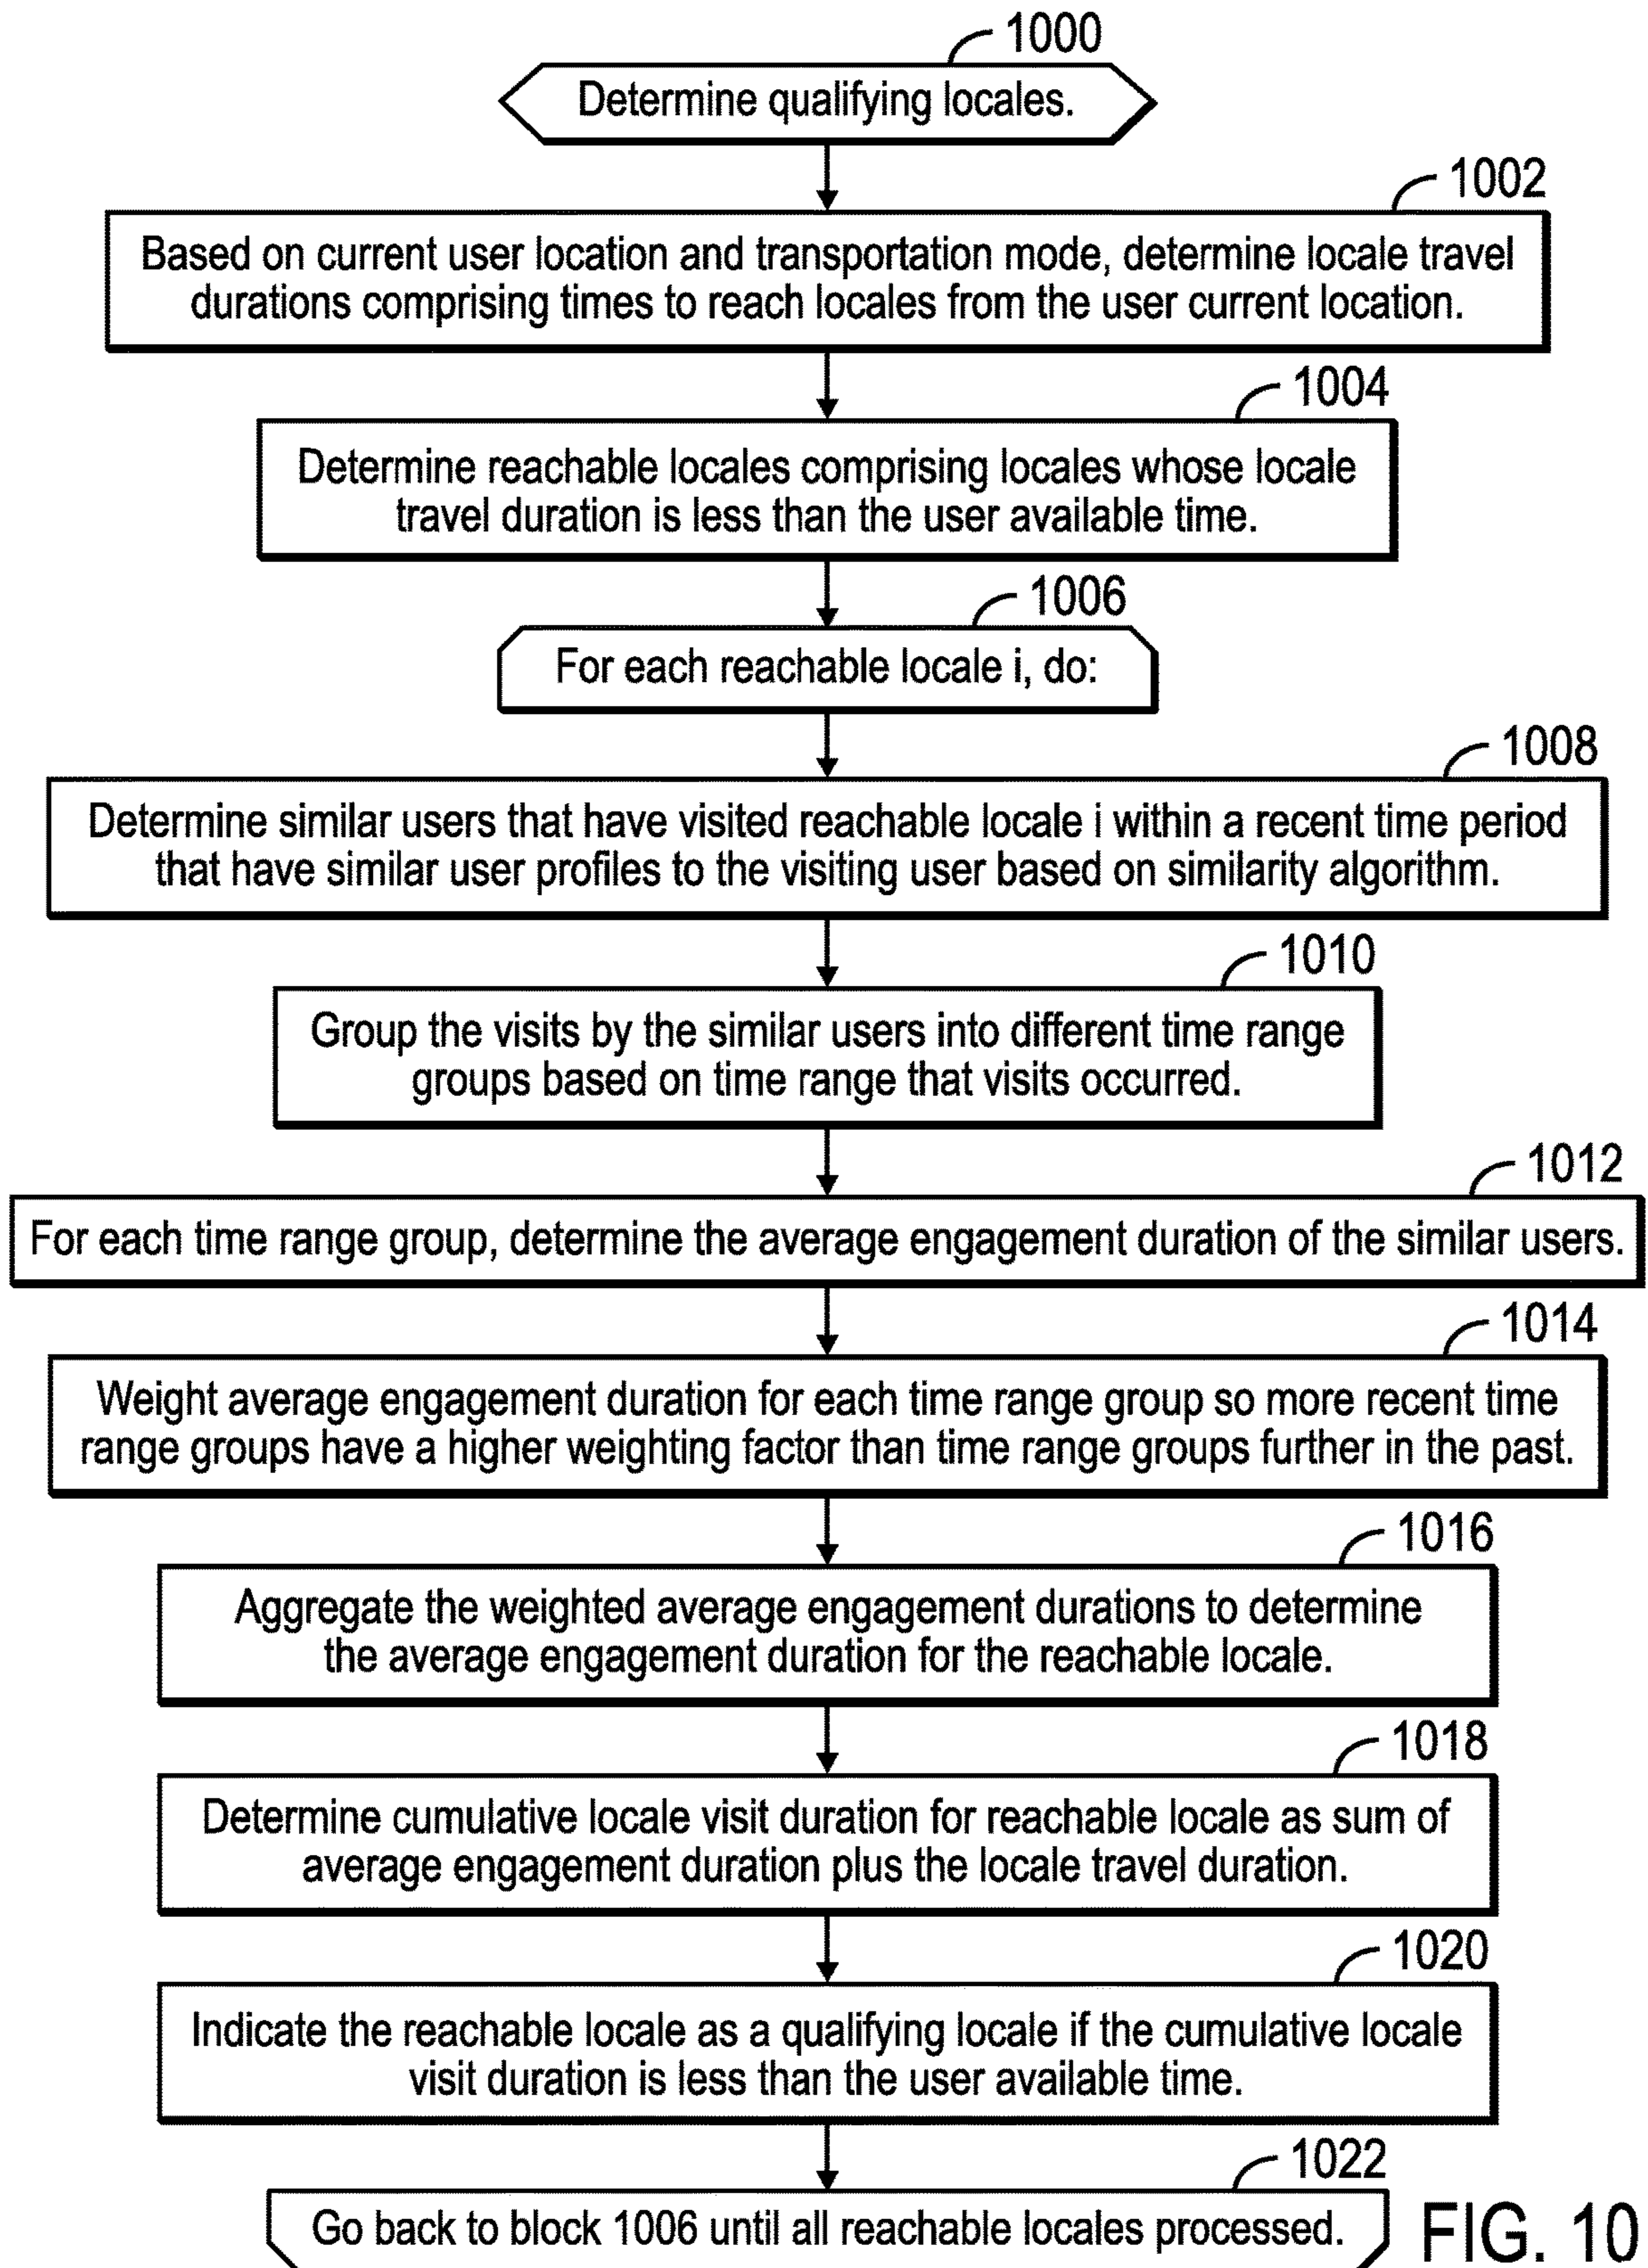 1000
Determine qualifying locales.
1002
Based on current user location and transportation mode, determine locale travel
durations comprising times to reach locales from the user current location.
1004
Determine reachable locales comprising locales whose locale
travel duration is less than the user available time.
1006
For each reachable locale i, do:
1008
Determine similar users that have visited reachable locale i within a recent time period
that have similar user profiles to the visiting user based on similarity algorithm.
1010
Group the visits by the similar users into different time range
groups based on time range that visits occurred.
1012
For each time range group, determine the average engagement duration of the similar users.
1014
Weight average engagement duration for each time range group so more recent time
range groups have a higher weighting factor than time range groups further in the past.
1016
Aggregate the weighted average engagement durations to determine
the average engagement duration for the reachable locale.
1018
Determine cumulative locale visit duration for reachable locale as sum of
average engagement duration plus the locale travel duration.
1020
Indicate the reachable locale as a qualifying locale if the cumulative locale
visit duration is less than the user available time.
1022
Go back to block 1006 until all reachable locales processed.
FIG. 10